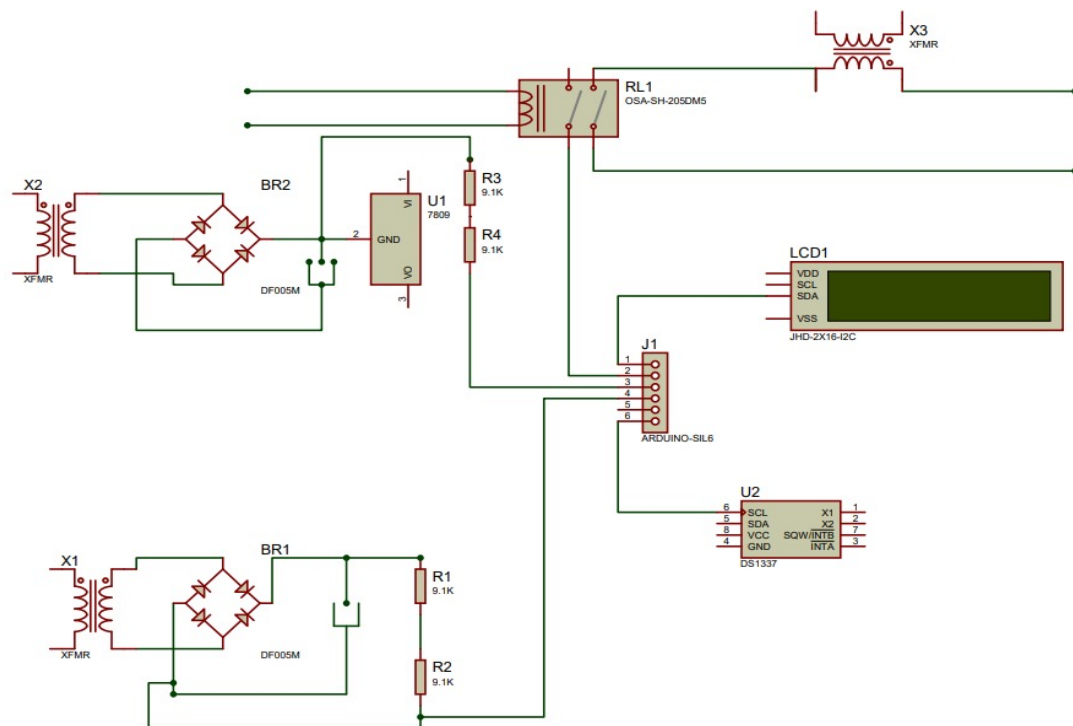 X3
XFMR
RL1
OSA-SH-205DM5
X2
XFMR
BR2
DF005M
1
VI
U1
7809
2
GND
VO
3
R3
9.1K
R4
9.1K
LCD1
VDD
SCL
SDA
VSS
JHD-2X16-I2C
J1
1
2
3
4
5
6
ARDUINO-SIL6
U2
6 SCL X1 1
5 SDA X2 2
8 VCC SQW/INTB 7
4 GND INTA 3
DS1337
X1
XFMR
BR1
DF005M
R1
9.1K
R2
9.1K